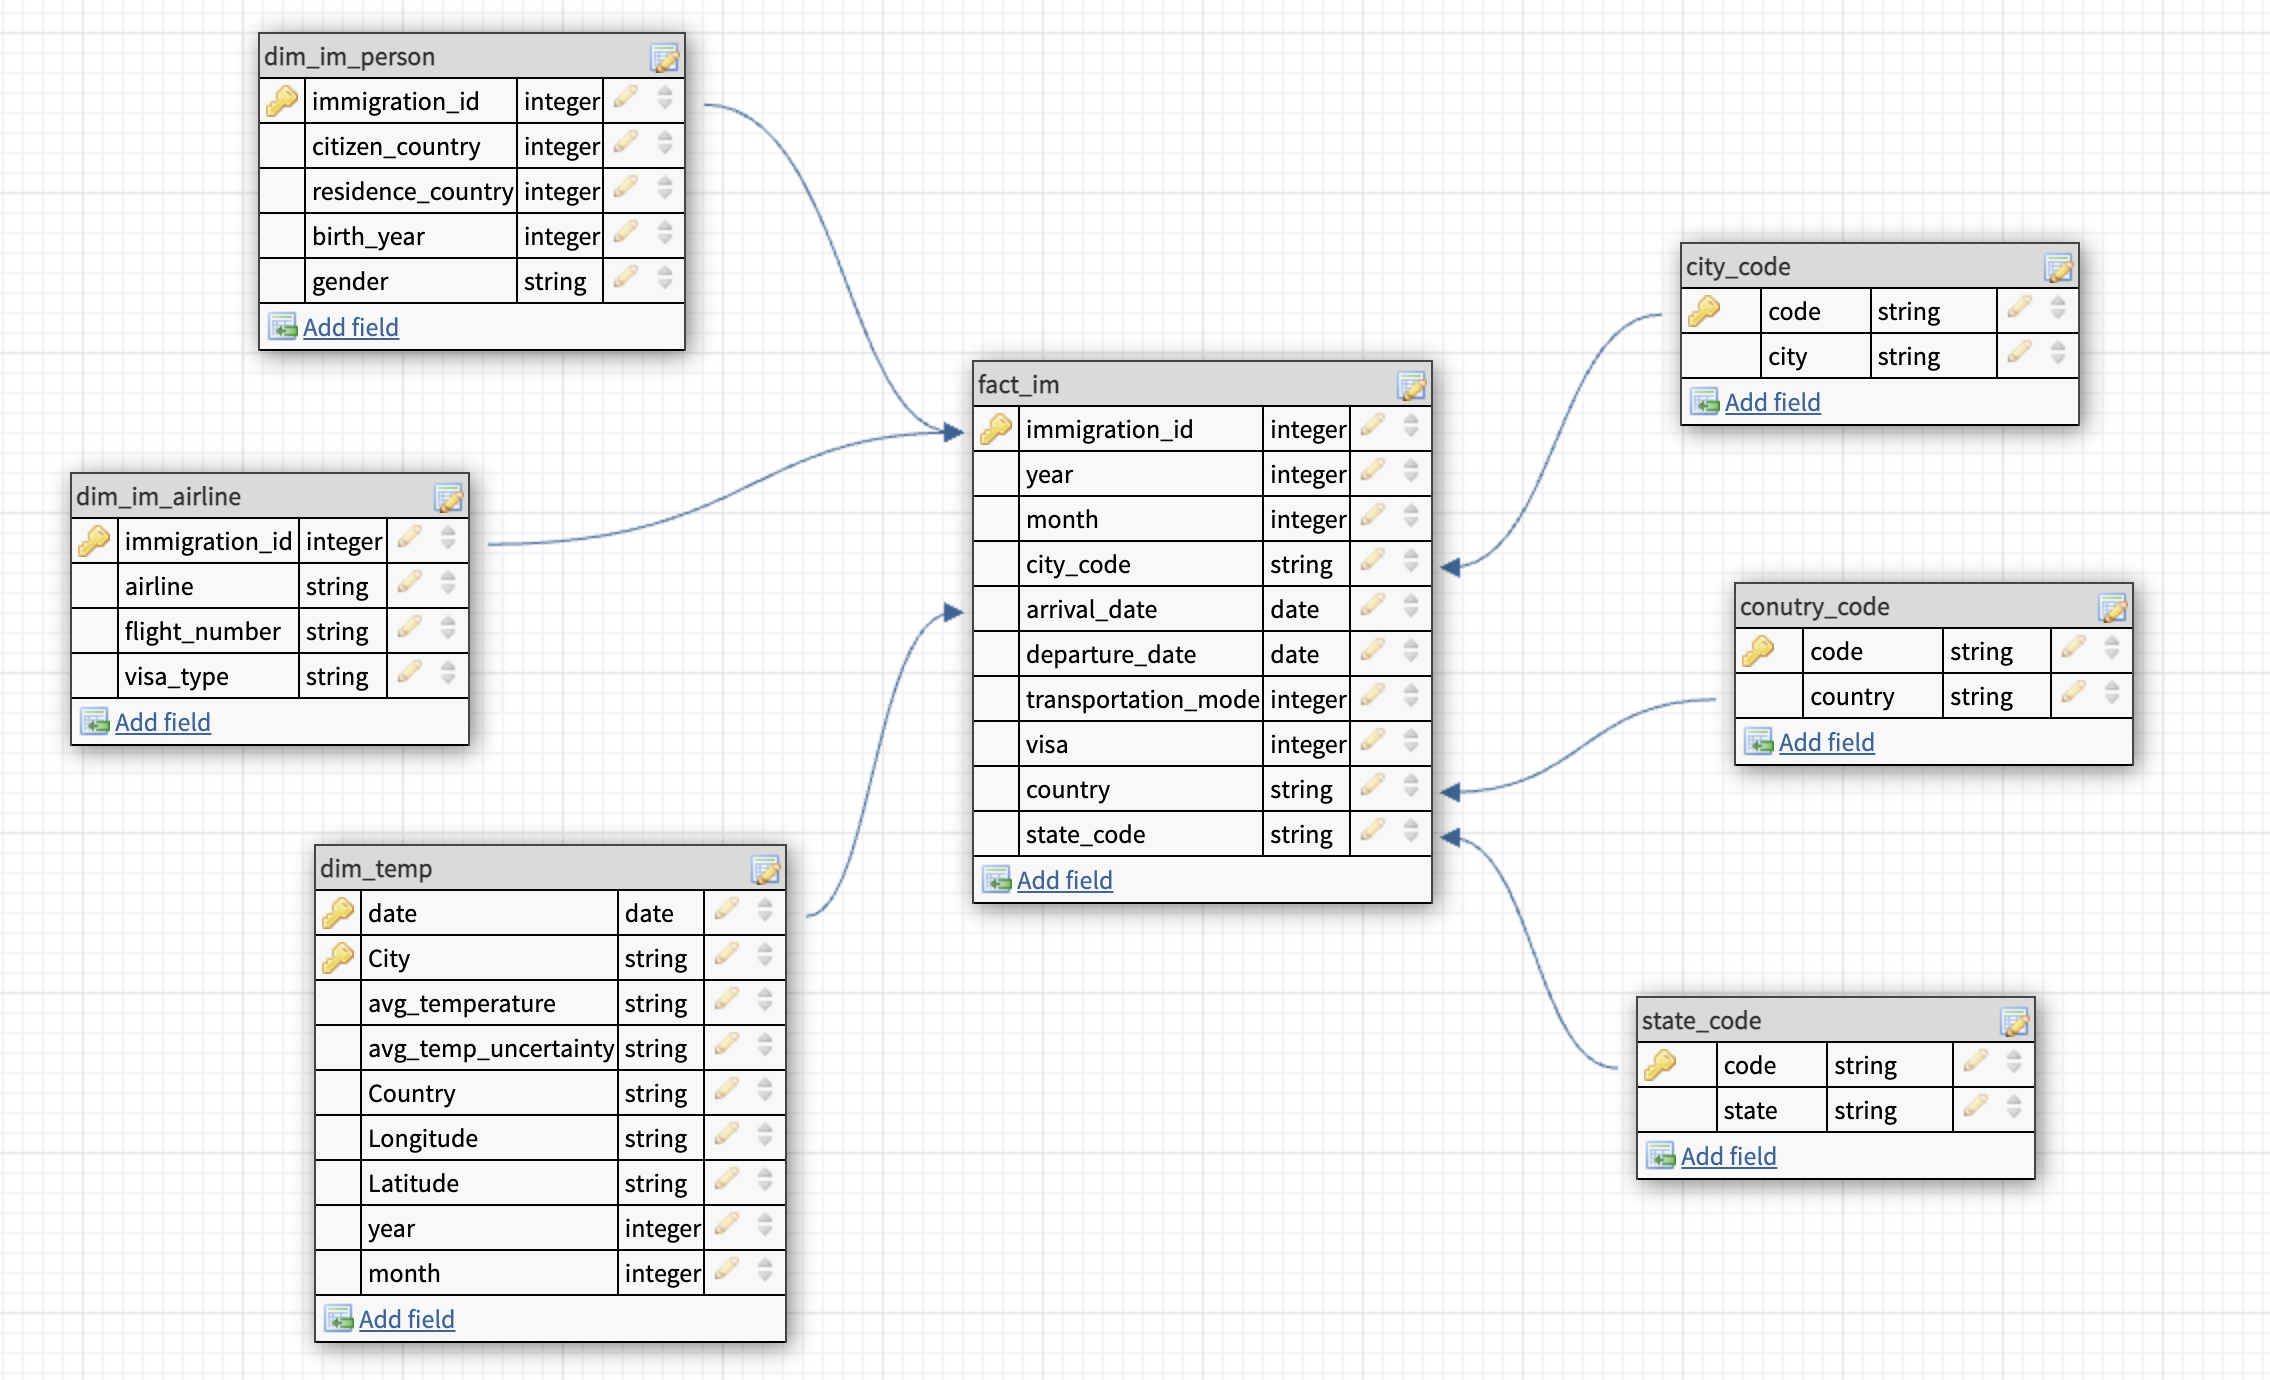 dim_im_person
immigration_id integer
citizen_country integer
residence_country integer
birth_year integer
gender string
Add field
dim_im_airline
immigration_id integer
airline string
flight_number string
visa_type string
Add field
dim_temp
date date
City string
avg_temperature string
avg_temp_uncertainty string
Country string
Longitude string
Latitude string
year integer
month integer
Add field
fact_im
immigration_id integer
year integer
month integer
city_code string
arrival_date date
departure_date date
transportation_mode integer
visa integer
country string
state_code string
Add field
city_code
code string
city string
Add field
conutry_code
code string
country string
Add field
state_code
code string
state string
Add field